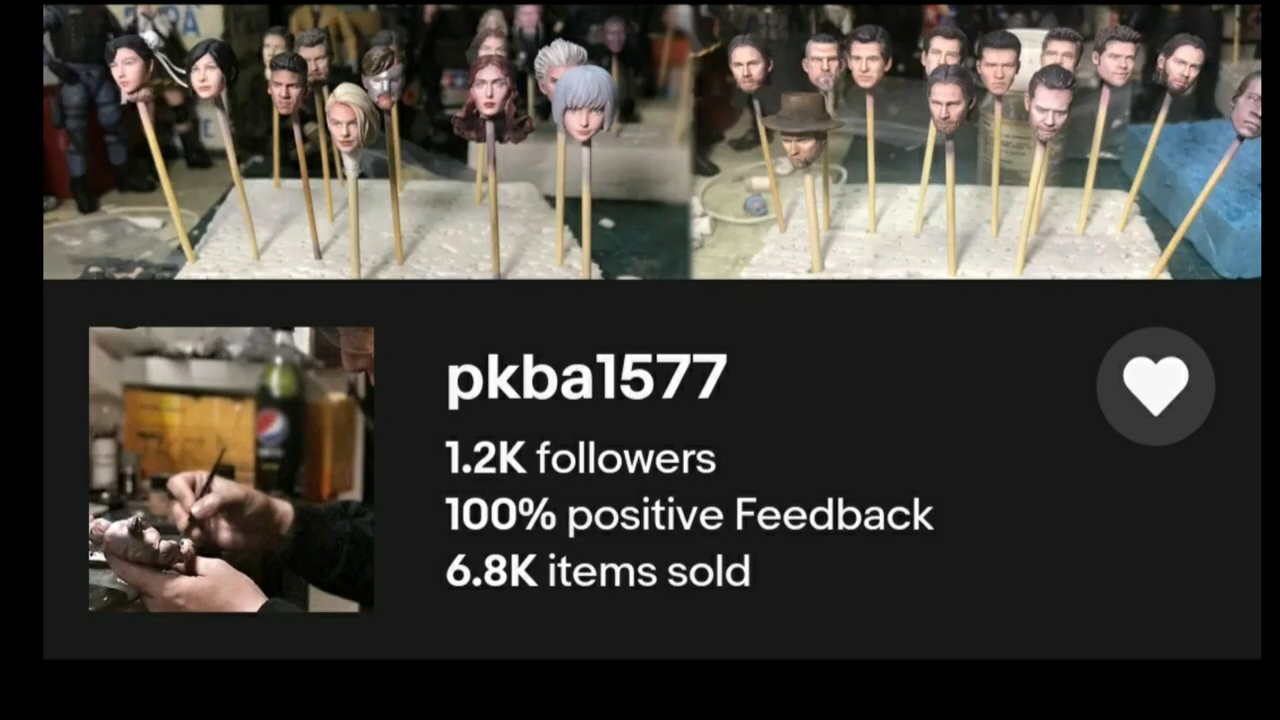 pkba1577
1.2K followers
100% positive Feedback
6.8K items sold